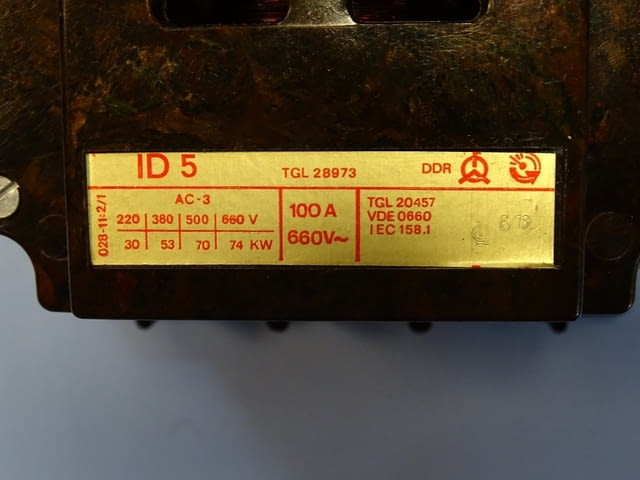 ID 5
TGL 28973
DDR
028-11:2/1
AC-3
220 380 500 660 V
30 53 70 74 KW
100 A
660V~
TGL 20457
VDE 0660
IEC 158.1